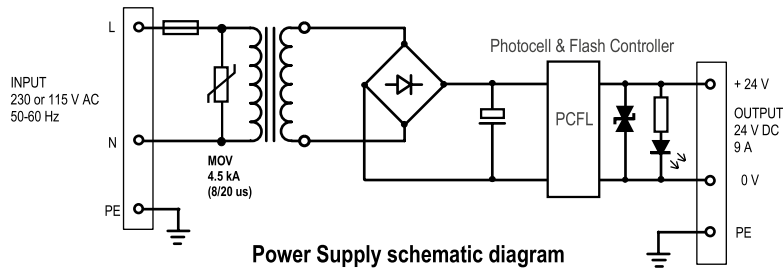 L
Photocell & Flash Controller
+ 24 V
INPUT
230 or 115 V AC
50-60 Hz
PCFL
OUTPUT
24 V DC
9 A
N
MOV
4.5 kA
(8/20 us)
0 V
PE
PE
Power Supply schematic diagram